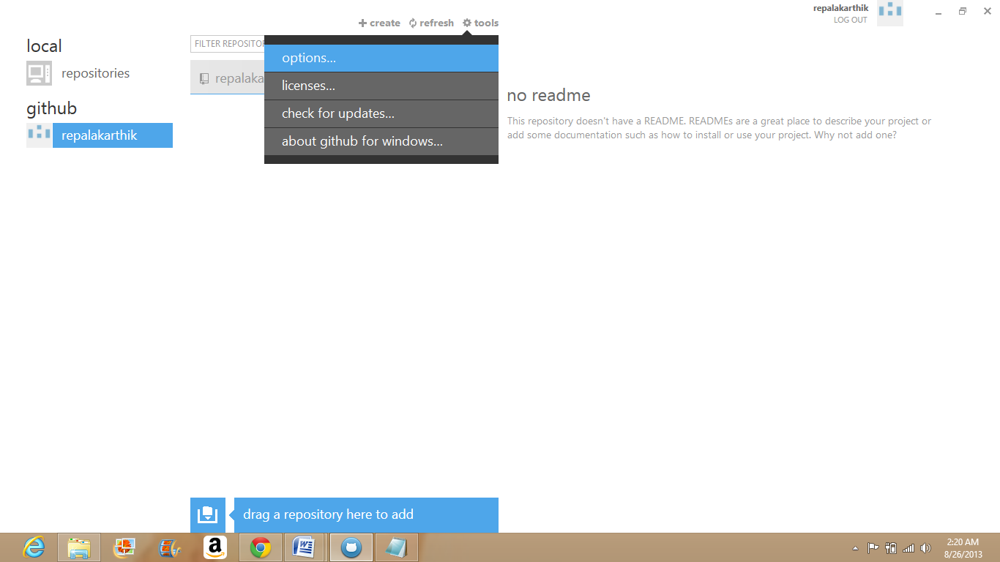 repalakarthik
LOG OUT
create refresh tools
local
repositories
github
repalakarthik
FILTER REPOSITO
repalaka
options...
licenses...
check for updates...
about github for windows...
no readme
This repository doesn't have a README. READMEs are a great place to describe your project or
add some documentation such as how to install or use your project. Why not add one?
drag a repository here to add
2:20 AM
8/26/2013